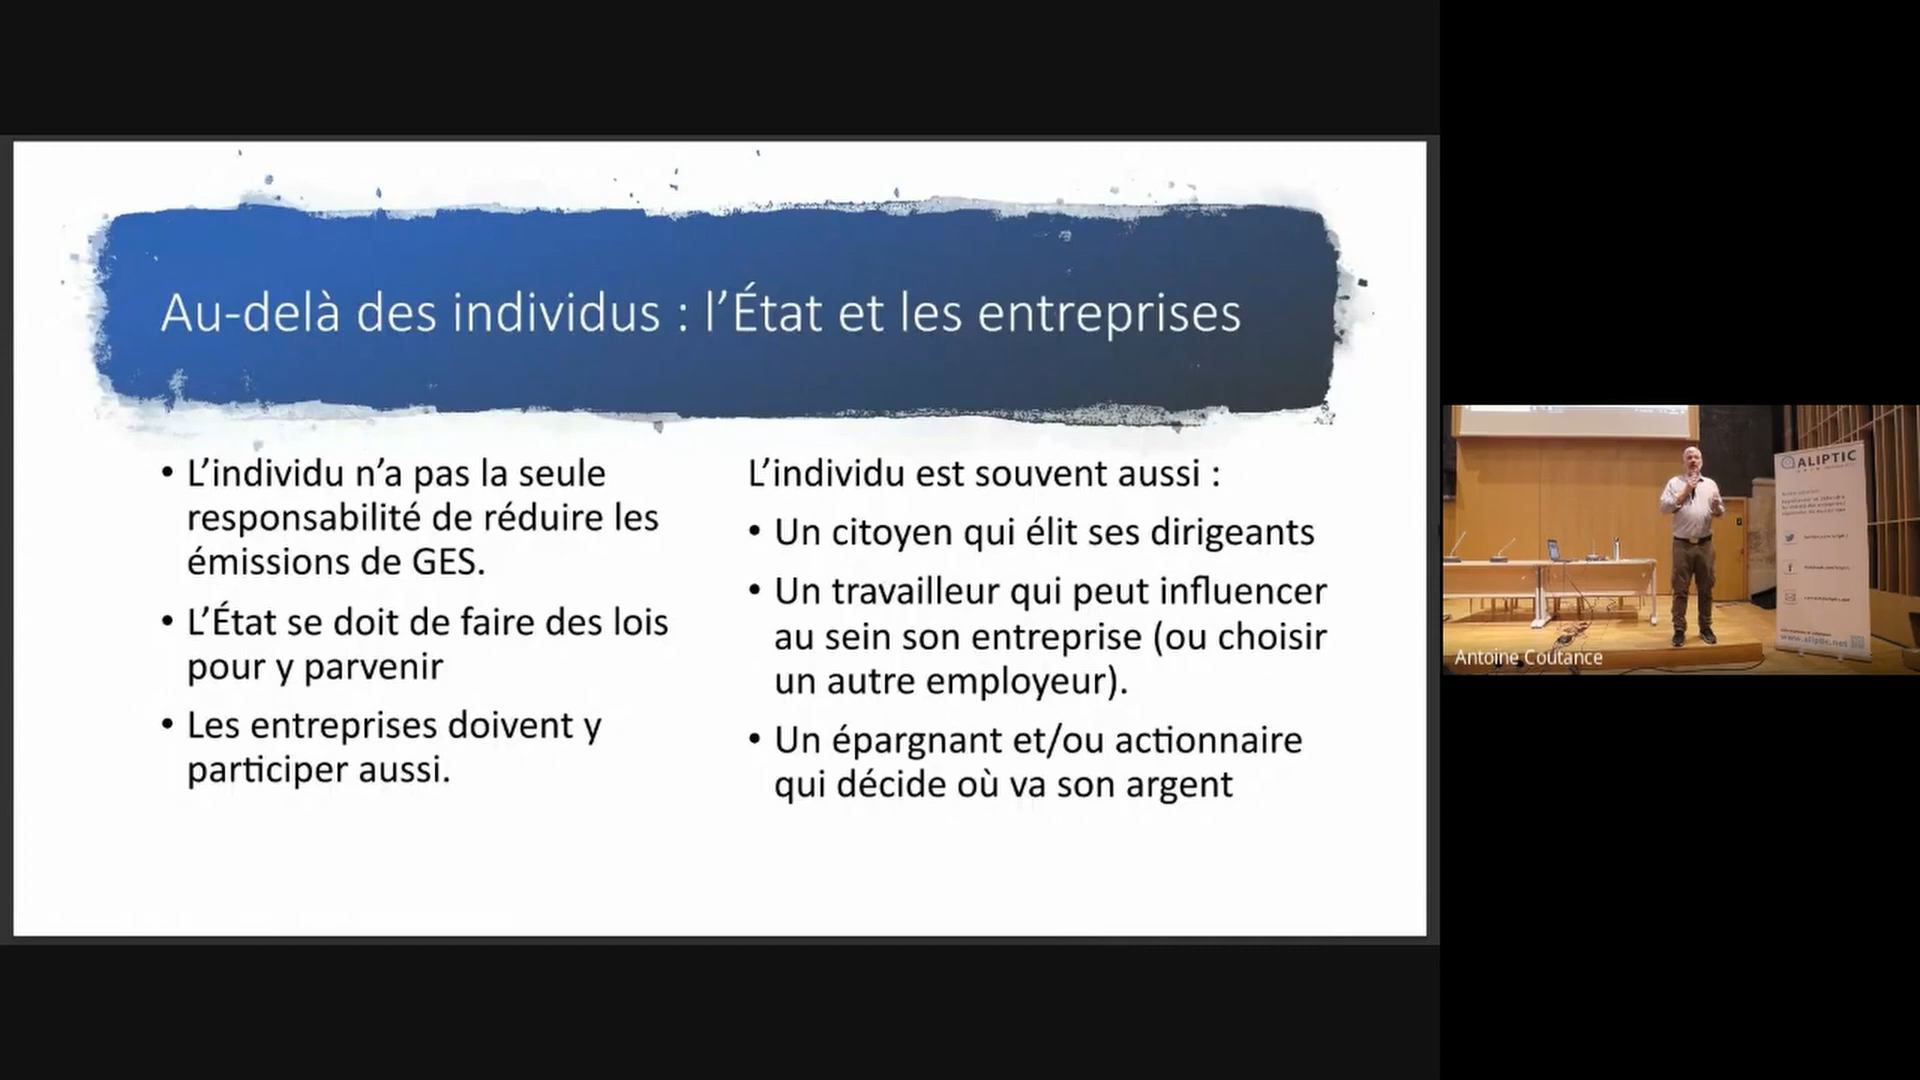 Au-delà des individus : l’État et les entreprises
• L’individu n’a pas la seule
responsabilité de réduire les
émissions de GES.
• L’État se doit de faire des lois
pour y parvenir
• Les entreprises doivent y
participer aussi.
L’individu est souvent aussi :
• Un citoyen qui élit ses dirigeants
• Un travailleur qui peut influencer
au sein son entreprise (ou choisir
un autre employeur).
• Un épargnant et/ou actionnaire
qui décide où va son argent
ALIPTIC
www.aliptic.net
Antoine Coutance